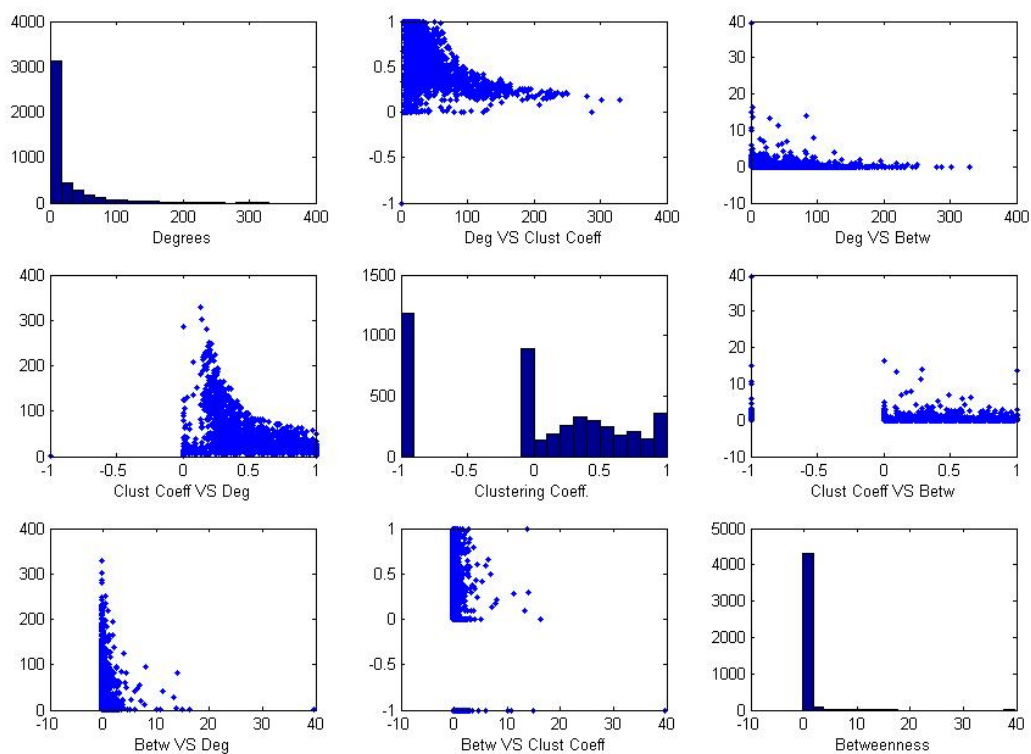 4000
3000
2000
1000
0
0 100 200 300 400
Degrees
1
0.5
0
-0.5
-1
0 100 200 300 400
Deg VS Clust Coeff
40
30
20
10
0
-10
0 100 200 300 400
Deg VS Betw
400
300
200
100
0
-1 -0.5 0 0.5 1
Clust Coeff VS Deg
1500
1000
500
0
-1 -0.5 0 0.5 1
Clustering Coeff.
40
30
20
10
0
-10
-1 -0.5 0 0.5 1
Clust Coeff VS Betw
400
300
200
100
0
-10 0 10 20 30 40
Betw VS Deg
1
0.5
0
-0.5
-1
-10 0 10 20 30 40
Betw VS Clust Coeff
5000
4000
3000
2000
1000
0
-10 0 10 20 30 40
Betweenness